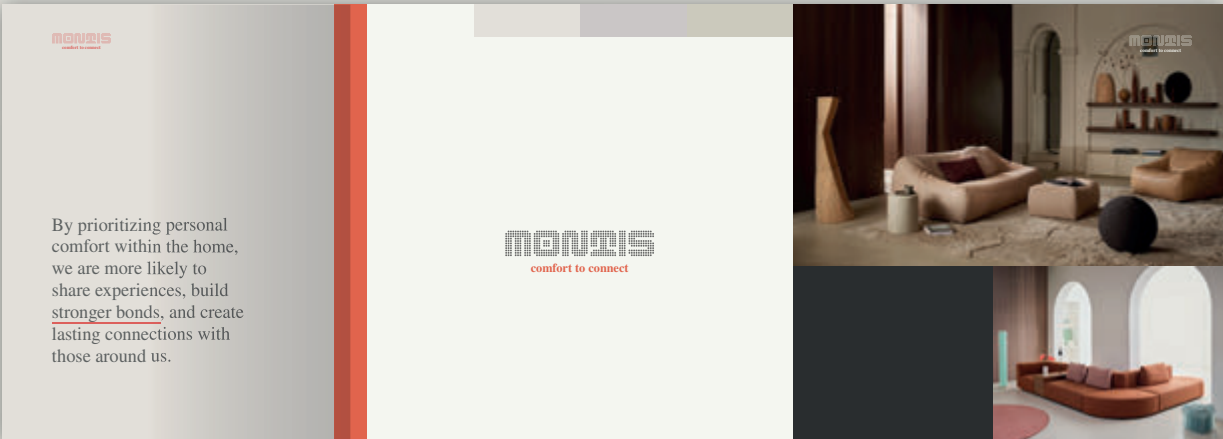 MONTIS
comfort to connect
By prioritizing personal
comfort within the home,
we are more likely to
share experiences, build
stronger bonds, and create
lasting connections with
those around us.
MONTIS
comfort to connect
MONTIS
comfort to connect